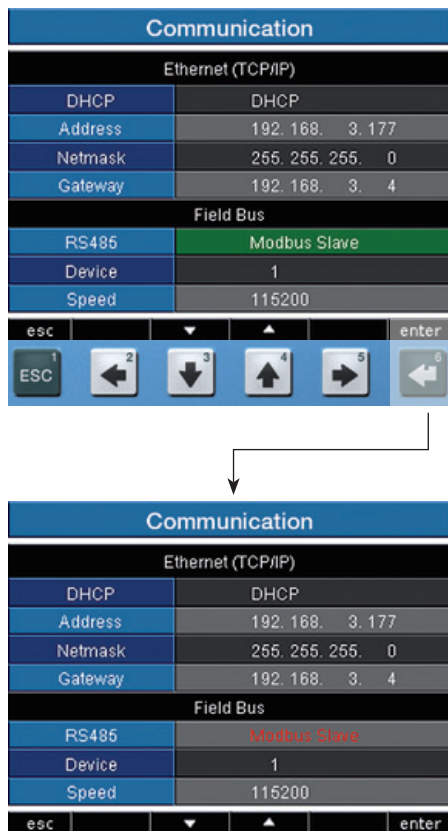 Communication
Ethernet (TCP/IP)
DHCP DHCP
Address 192. 168. 3. 177
Netmask 255. 255. 255. 0
Gateway 192. 168. 3. 4
Field Bus
RS485 Modbus Slave
Device 1
Speed 115200
esc enter
1 2 3 4 5 6
ESC
Communication
Ethernet (TCP/IP)
DHCP DHCP
Address 192. 168. 3. 177
Netmask 255. 255. 255. 0
Gateway 192. 168. 3. 4
Field Bus
RS485 Modbus Slave
Device 1
Speed 115200
esc enter